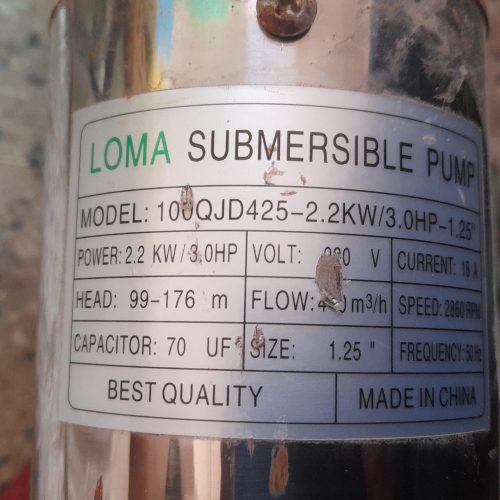 LOMA SUBMERSIBLE PUMP
MODEL: 100QJD425-2.2KW/3.0HP-1.25"
POWER: 2.2 KW/3.0HP VOLT: V CURRENT: 18 A
HEAD: 99-176 m FLOW: m³/h SPEED: 2860 RPM
CAPACITOR: 70 UF SIZE: 1.25 " FREQUENCY: 50Hz
BEST QUALITY MADE IN CHINA